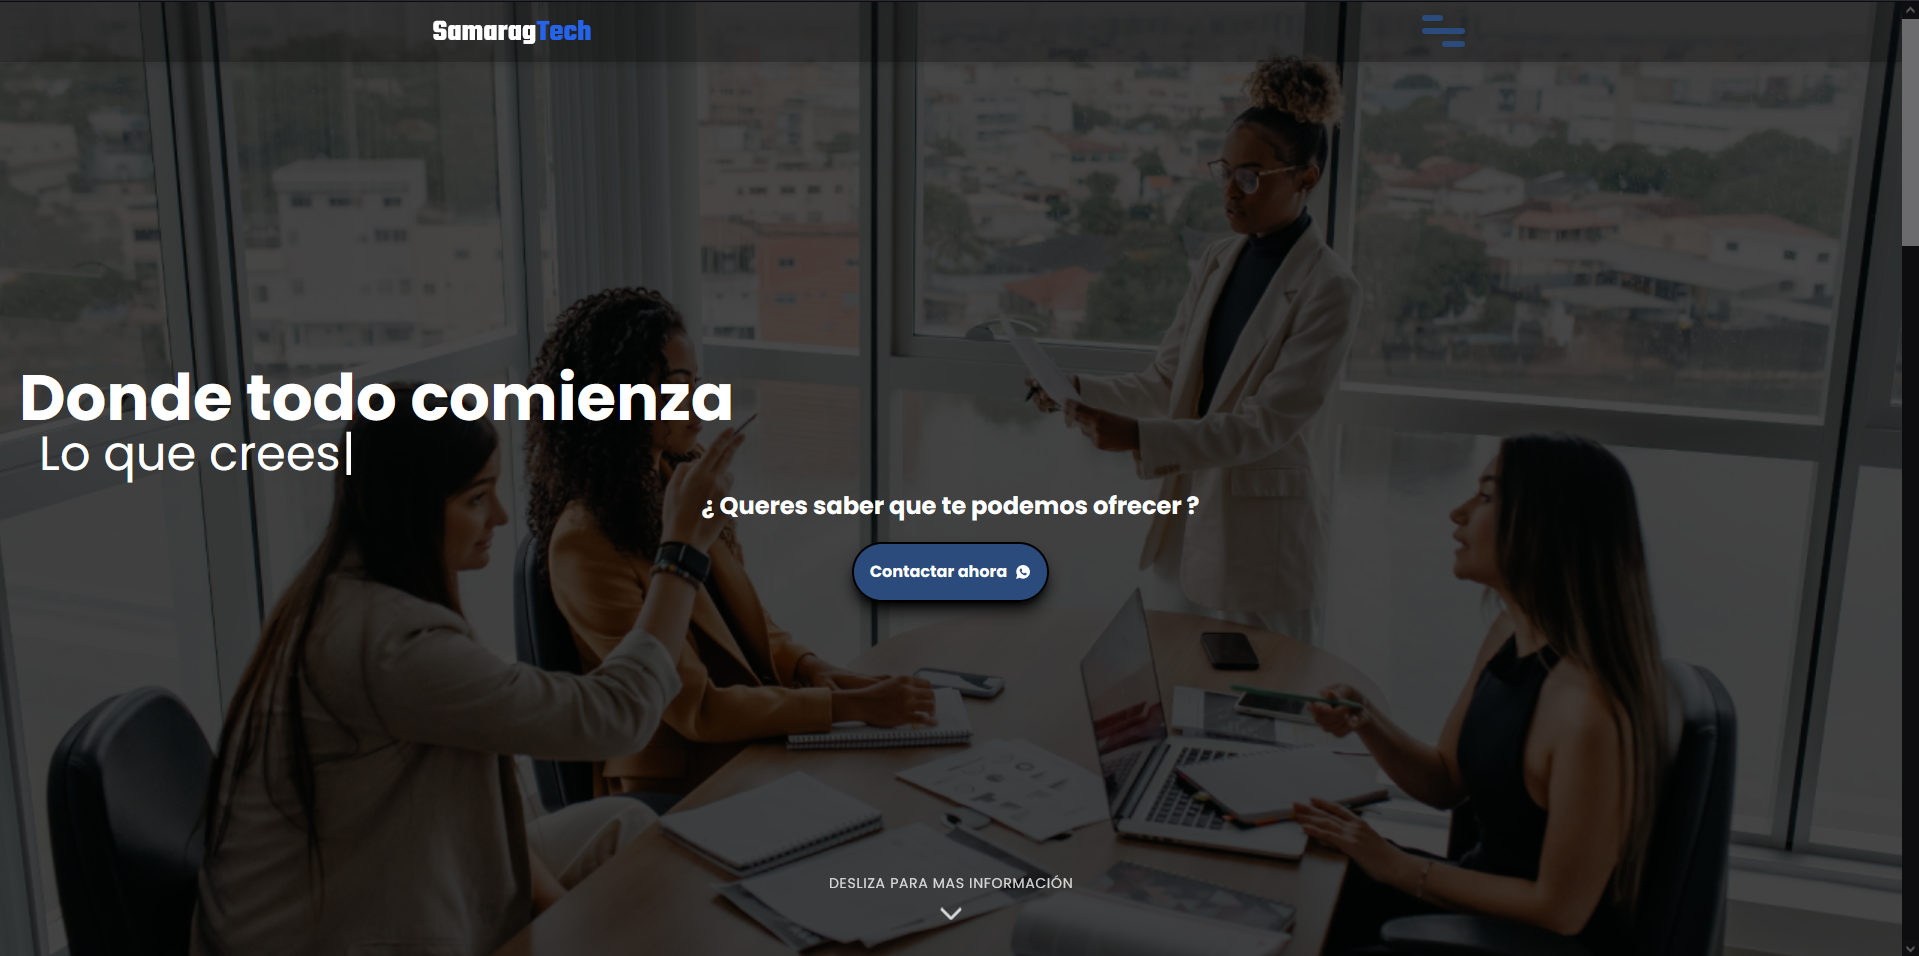 SamaragTech
Donde todo comienza
Lo que crees|
¿ Queres saber que te podemos ofrecer ?
Contactar ahora
DESLIZA PARA MAS INFORMACIÓN